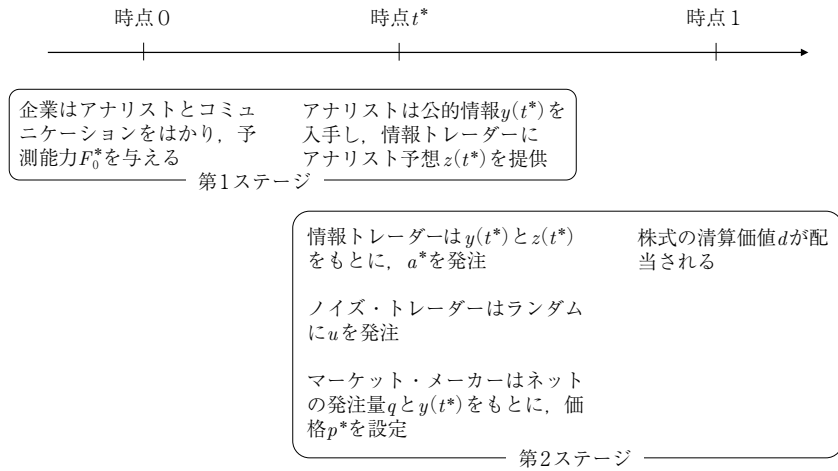 時点0 時点t* 時点1
企業はアナリストとコミュ
ニケーションをはかり，予
測能力F₀*を与える
アナリストは公的情報y(t*)を
入手し，情報トレーダーに
アナリスト予想z(t*)を提供
第1ステージ
情報トレーダーはy(t*)とz(t*)
をもとに，a*を発注
株式の清算価値dが配
当される
ノイズ・トレーダーはランダム
にuを発注
マーケット・メーカーはネット
の発注量qとy(t*)をもとに，価
格p*を設定
第2ステージ